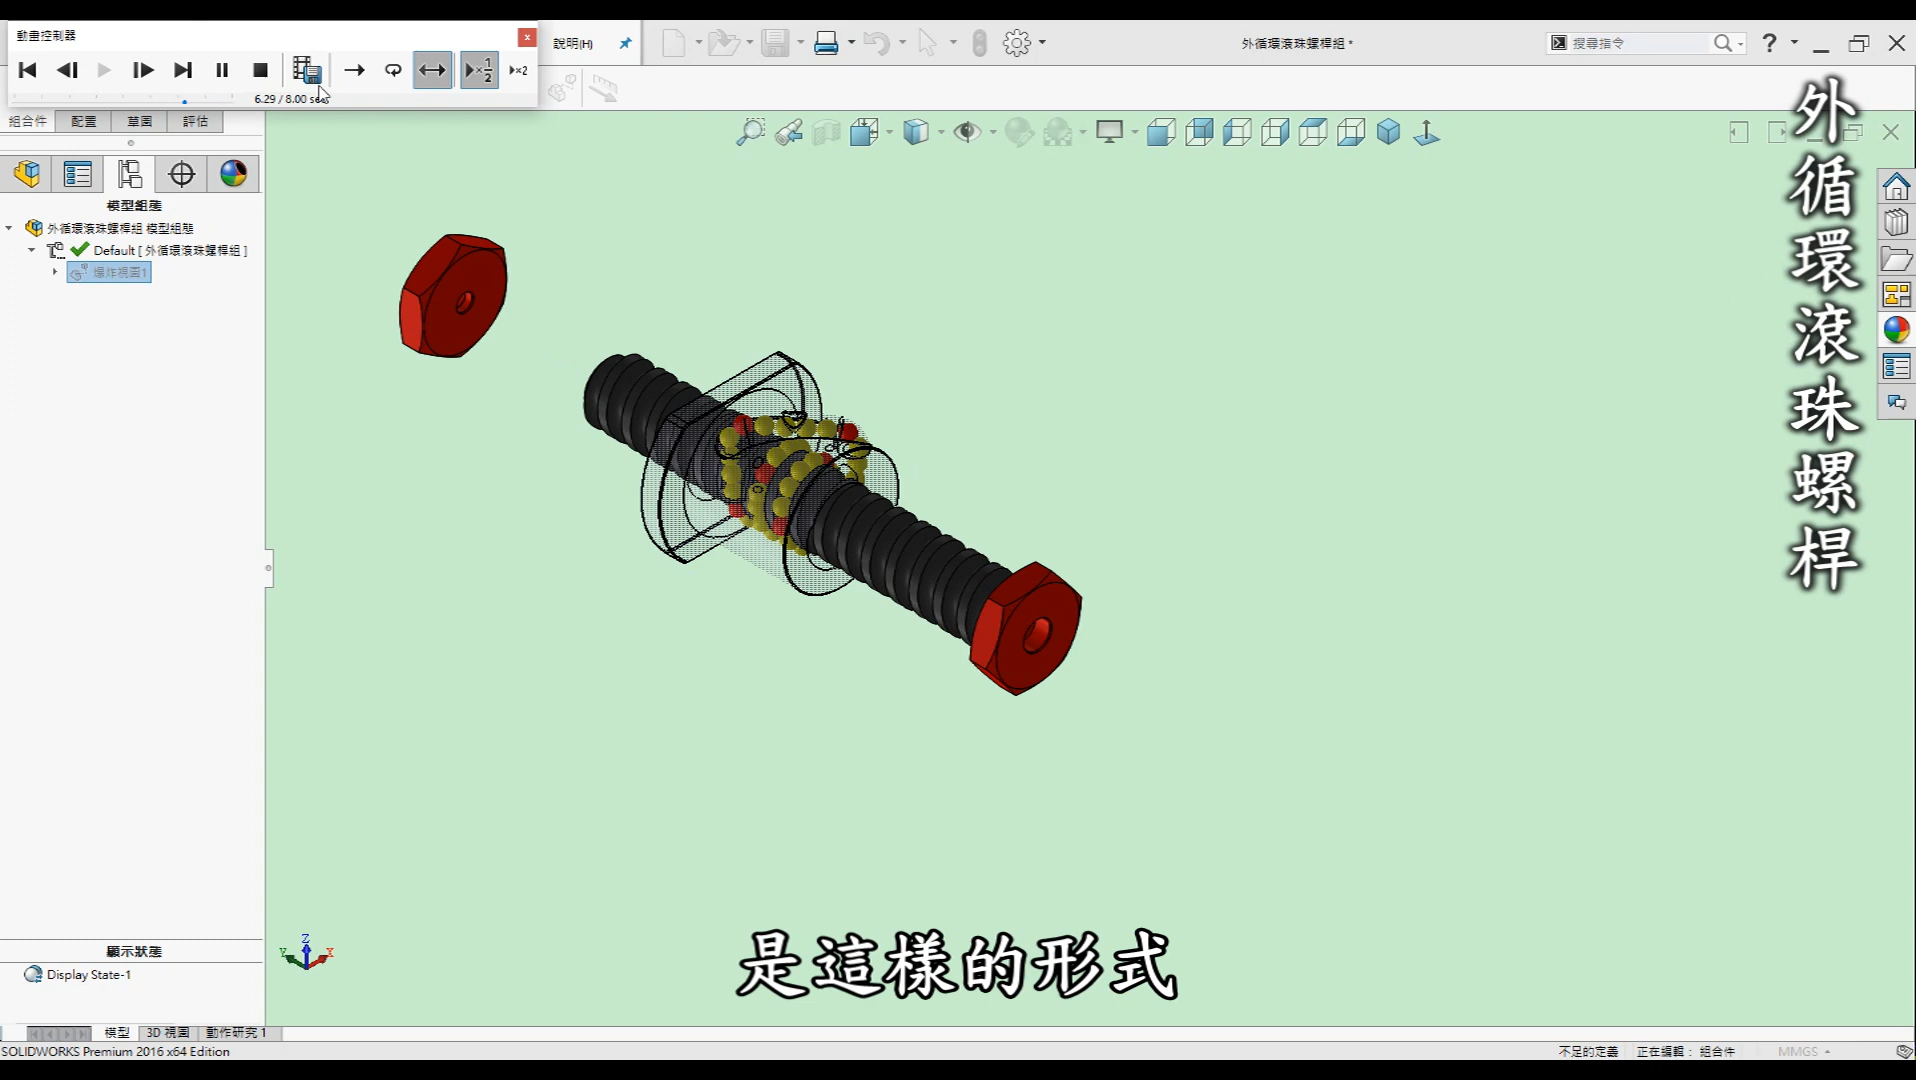 動畫控制器
說明(H)
外循環滾珠螺桿組 *
搜尋指令
6.29 / 8.00 sec
組合件
配置
草圖
評估
模型組態
外循環滾珠螺桿組 模型組態
Default [ 外循環滾珠螺桿組 ]
爆炸視圖1
外循環滾珠螺桿
是這樣的形式
顯示狀態
Display State-1
模型
3D 視圖
動作研究 1
SOLIDWORKS Premium 2016 x64 Edition
不足的定義
正在編輯： 組合件
MMGS